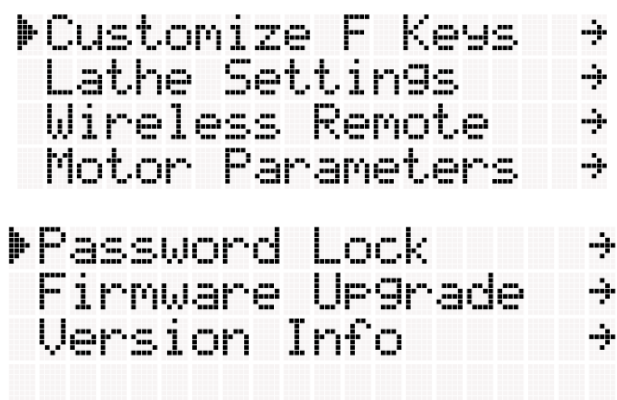 Customize F Keys →
Lathe Settings →
Wireless Remote →
Motor Parameters →
Password Lock →
Firmware Upgrade →
Version Info →